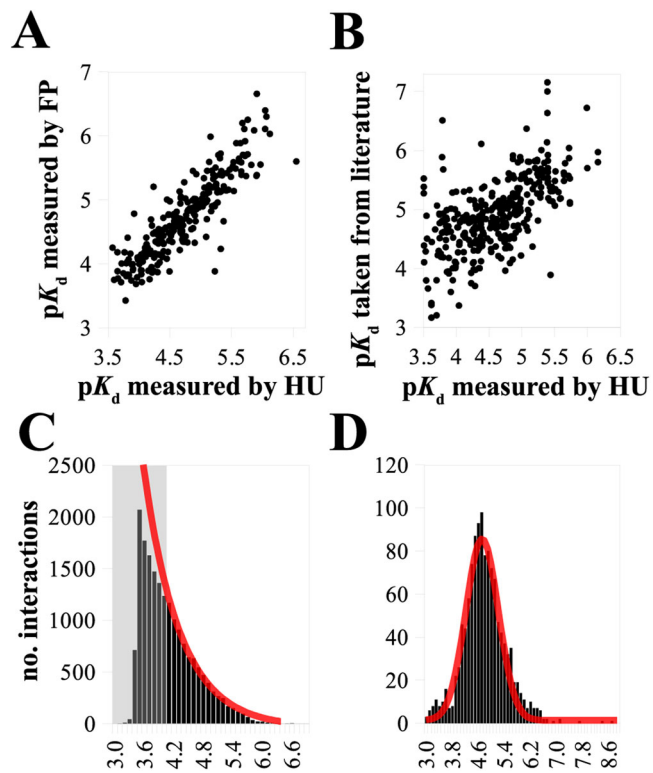 A
B
pKd measured by FP
7
6
5
4
3
3.5 4.5 5.5 6.5
pKd measured by HU
pKd taken from literature
7
6
5
4
3
3.5 4 4.5 5 5.5 6 6.5
pKd measured by HU
C
D
no. interactions
2500
2000
1500
1000
500
0
3.0 3.6 4.2 4.8 5.4 6.0 6.6
120
100
80
60
40
20
0
3.0 3.8 4.6 5.4 6.2 7.0 7.8 8.6